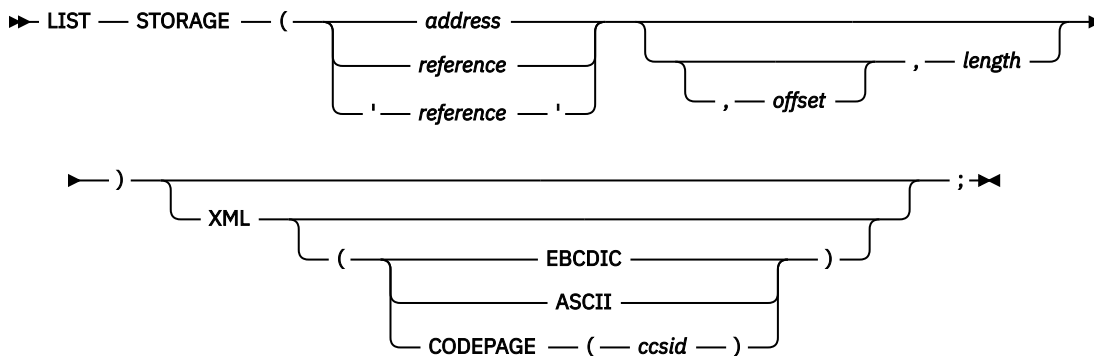 LIST STORAGE ( address
reference
' reference '
, length
, offset
) ;
XML
( EBCDIC )
ASCII
CODEPAGE ( ccsid )